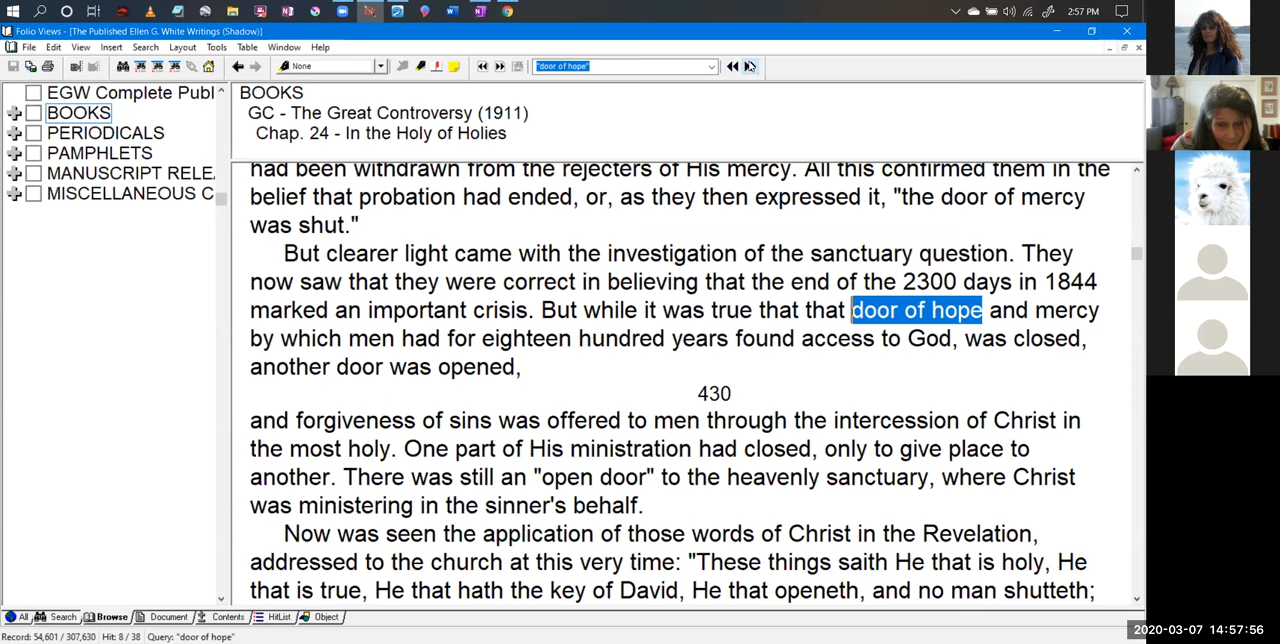 2:57 PM
Folio Views - [The Published Ellen G. White Writings (Shadow)]
File Edit View Insert Search Layout Tools Table Window Help
None
"door of hope"
EGW Complete Publ
BOOKS
PERIODICALS
PAMPHLETS
MANUSCRIPT RELEA
MISCELLANEOUS C
BOOKS
GC - The Great Controversy (1911)
Chap. 24 - In the Holy of Holies
had been withdrawn from the rejecters of His mercy. All this confirmed them in the
belief that probation had ended, or, as they then expressed it, "the door of mercy
was shut."
But clearer light came with the investigation of the sanctuary question. They
now saw that they were correct in believing that the end of the 2300 days in 1844
marked an important crisis. But while it was true that that door of hope and mercy
by which men had for eighteen hundred years found access to God, was closed,
another door was opened,
430
and forgiveness of sins was offered to men through the intercession of Christ in
the most holy. One part of His ministration had closed, only to give place to
another. There was still an "open door" to the heavenly sanctuary, where Christ
was ministering in the sinner's behalf.
Now was seen the application of those words of Christ in the Revelation,
addressed to the church at this very time: "These things saith He that is holy, He
that is true, He that hath the key of David, He that openeth, and no man shutteth;
All Search Browse Document Contents HitList Object
Record: 54,601 / 307,630 Hit: 8 / 38 Query: "door of hope"
2020-03-07 14:57:56